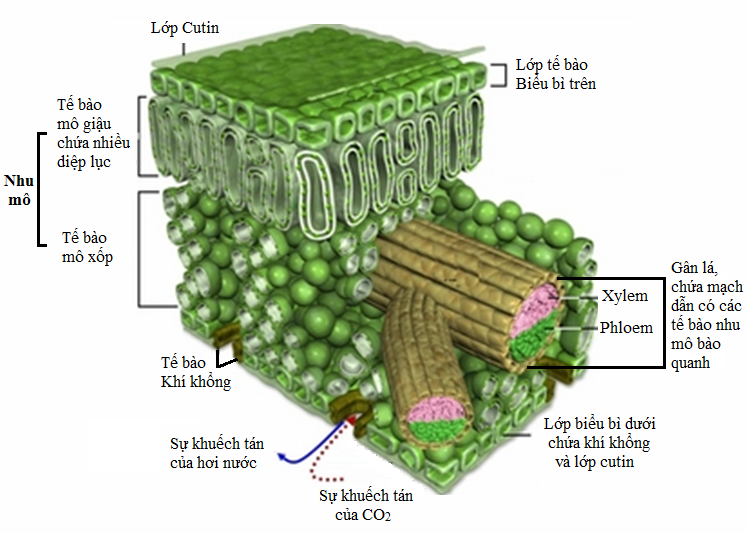 Lớp Cutin
Lớp tế bào
Biểu bì trên
Tế bào
mô giậu
chứa nhiều
diệp lục
Nhu
mô
Tế bào
mô xốp
Gân lá,
chứa mạch
dẫn có các
tế bào nhu
mô bào
quanh
Xylem
Phloem
Tế bào
Khí khổng
Lớp biểu bì dưới
chứa khí khổng
và lớp cutin
Sự khuếch tán
của hơi nước
Sự khuếch tán
của CO₂